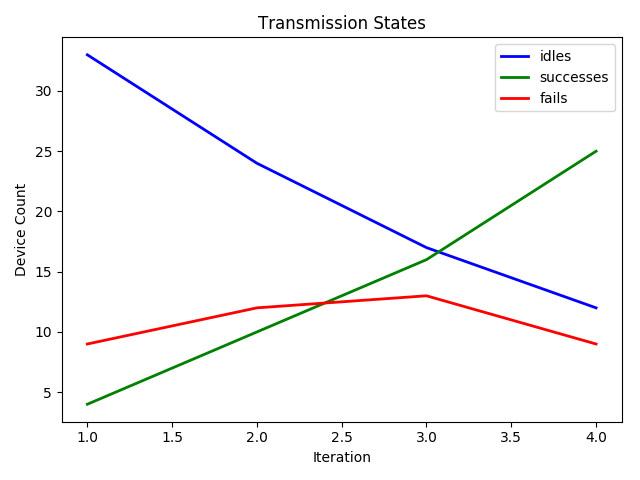 Transmission States
idles
successes
fails
Device Count
30
25
20
15
10
5
1.0 1.5 2.0 2.5 3.0 3.5 4.0
Iteration